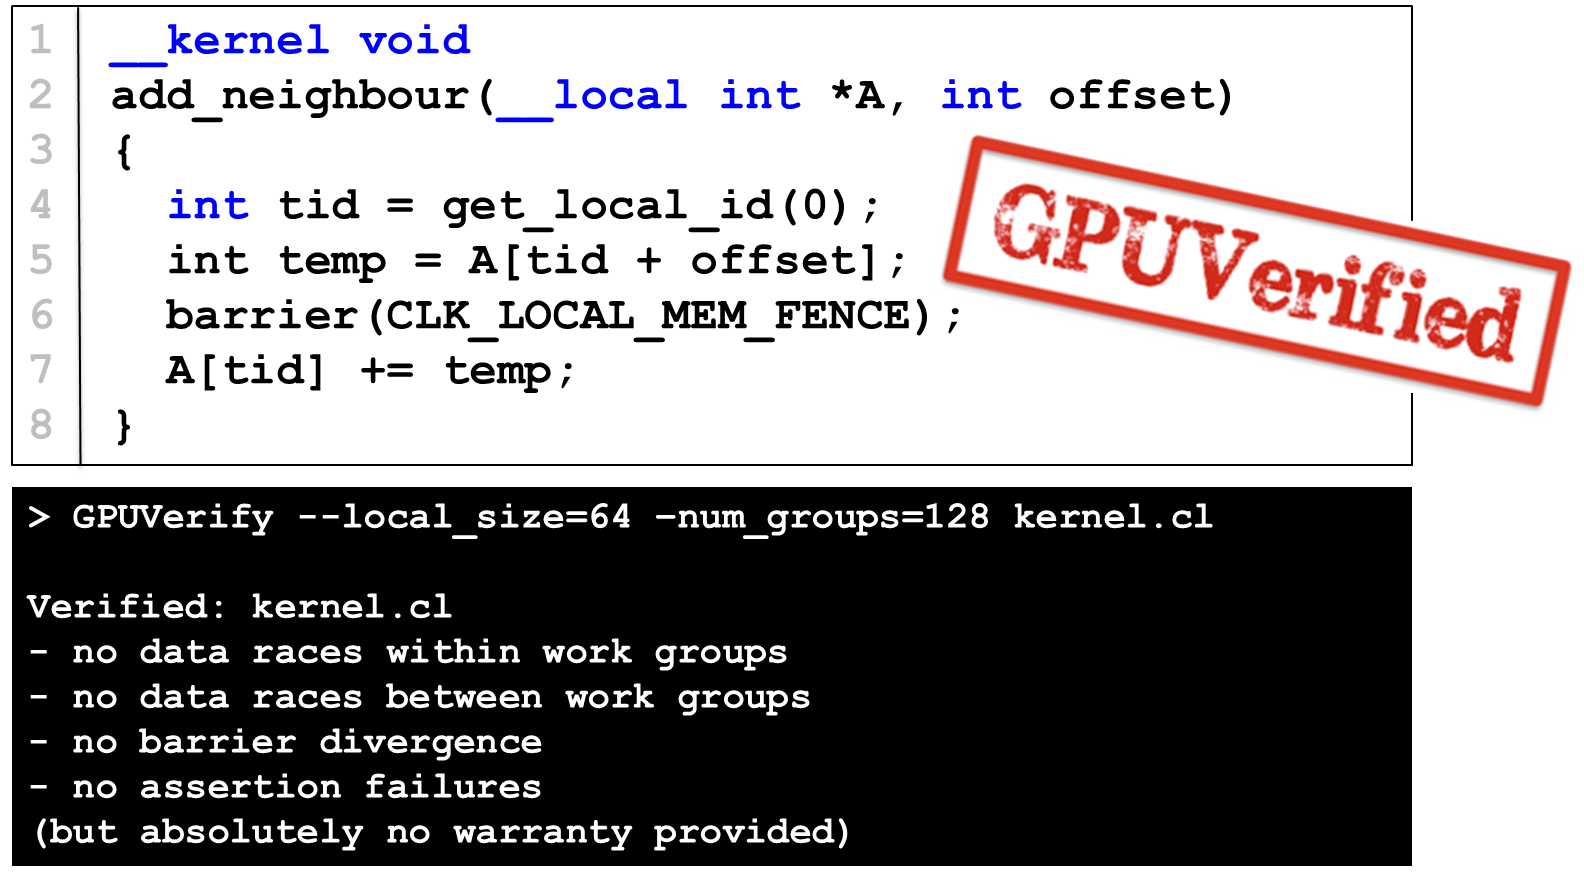 1 __kernel void
2 add_neighbour(__local int *A, int offset)
3 {
4 int tid = get_local_id(0);
5 int temp = A[tid + offset];
6 barrier(CLK_LOCAL_MEM_FENCE);
7 A[tid] += temp;
8 }
GPUVerified
> GPUVerify --local_size=64 –num_groups=128 kernel.cl
Verified: kernel.cl
- no data races within work groups
- no data races between work groups
- no barrier divergence
- no assertion failures
(but absolutely no warranty provided)